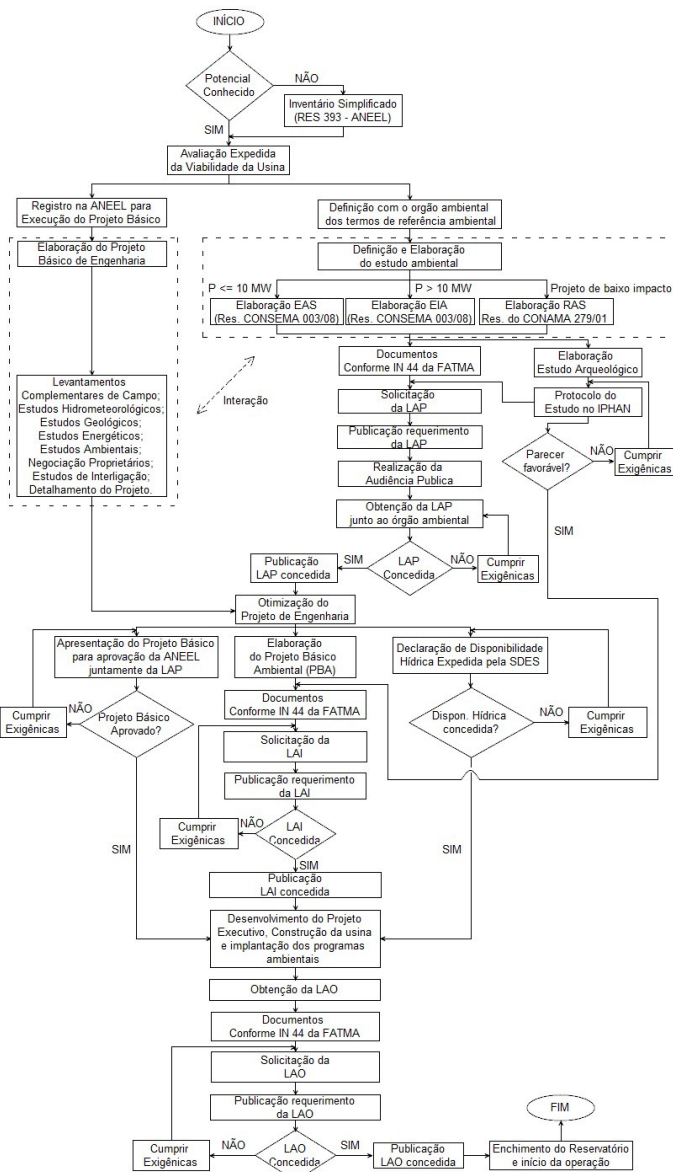 INÍCIO
Potencial
Conhecido
NÃO
Inventário Simplificado
(RES 393 - ANEEL)
SIM
Avaliação Expedida
da Viabilidade da Usina
Registro na ANEEL para
Execução do Projeto Básico
Definição com o orgão ambiental
dos termos de referência ambiental
Elaboração do Projeto
Básico de Engenharia
Definição e Elaboração
do estudo ambiental
P <= 10 MW
P > 10 MW
Projeto de baixo impacto
Elaboração EAS
(Res. CONSEMA 003/08)
Elaboração EIA
(Res. CONSEMA 003/08)
Elaboração RAS
Res. do CONAMA 279/01
Documentos
Conforme IN 44 da FATMA
Elaboração
Estudo Arqueológico
Interação
Levantamentos
Complementares de Campo;
Estudos Hidrometeorológicos;
Estudos Geológicos;
Estudos Energéticos;
Estudos Ambientais;
Negociação Proprietários;
Estudos de Interligação;
Detalhamento do Projeto.
Solicitação
da LAP
Protocolo do
Estudo no IPHAN
Publicação requerimento
da LAP
Parecer
favorável?
NÃO
Cumprir
Exigênicas
Realização da
Audiência Publica
Obtenção da LAP
junto ao órgão ambiental
SIM
Publicação
LAP concedida
SIM
LAP
Concedida
NÃO
Cumprir
Exigênicas
Otimização do
Projeto de Engenharia
Apresentação do Projeto Básico
para aprovação da ANEEL
juntamente da LAP
Elaboração
do Projeto Básico
Ambiental (PBA)
Declaração de Disponibilidade
Hídrica Expedida pela SDES
Cumprir
Exigênicas
NÃO
Projeto Básico
Aprovado?
Documentos
Conforme IN 44 da FATMA
Dispon. Hídrica
concedida?
NÃO
Cumprir
Exigênicas
Solicitação da
LAI
Publicação requerimento
da LAI
Cumprir
Exigênicas
NÃO
LAI
Concedida
SIM
SIM
SIM
Publicação
LAI concedida
Desenvolvimento do Projeto
Executivo, Construção da usina
e implantação dos programas
ambientais
Obtenção da LAO
Documentos
Conforme IN 44 da FATMA
Solicitação da
LAO
Publicação requerimento
da LAO
Cumprir
Exigênicas
NÃO
LAO
Concedida
SIM
Publicação
LAO concedida
Enchimento do Reservatório
e início da operação
FIM